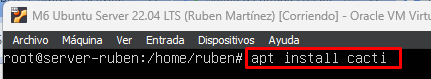 M6 Ubuntu Server 22.04 LTS (Ruben Martínez) [Corriendo] - Oracle VM Virtu
Archivo Máquina Ver Entrada Dispositivos Ayuda
root@server-ruben:/home/ruben# apt install cacti